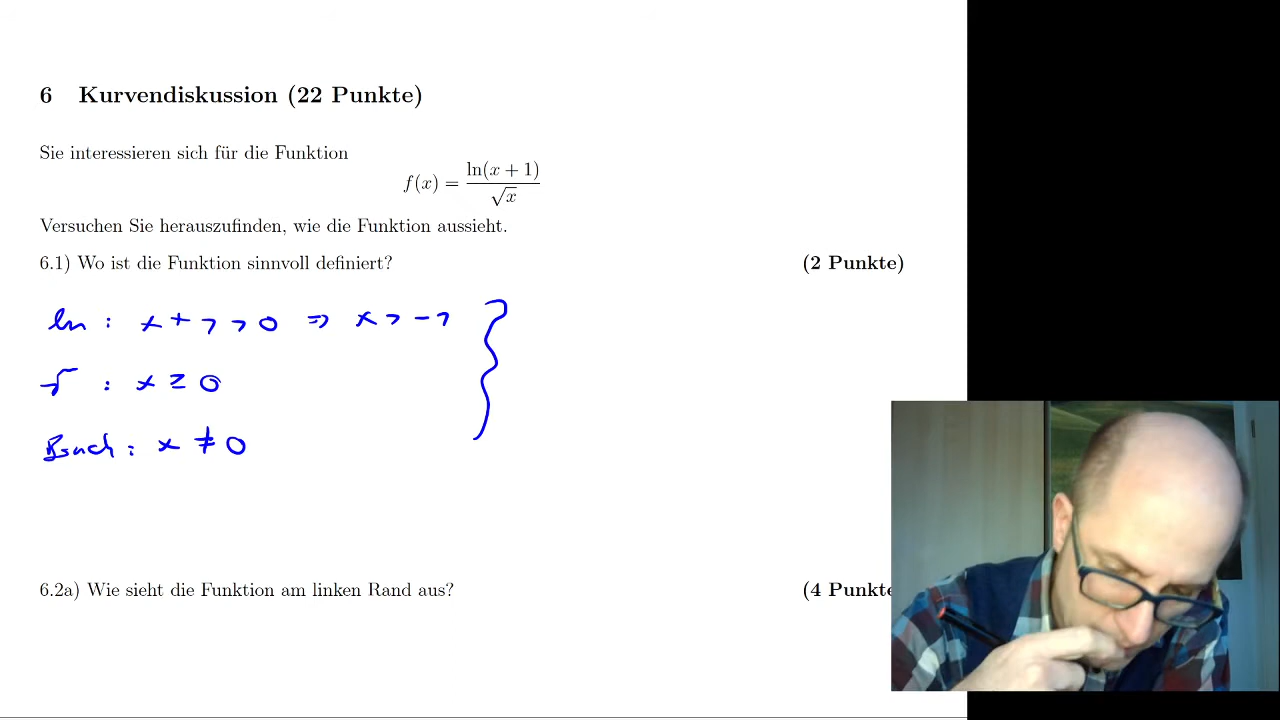 6 Kurvendiskussion (22 Punkte)
Sie interessieren sich für die Funktion
f(x) = ln(x + 1) / √x
Versuchen Sie herauszufinden, wie die Funktion aussieht.
6.1) Wo ist die Funktion sinnvoll definiert? (2 Punkte)
ln : x + 1 > 0 ⇒ x > -1
√ : x ≥ 0
Bruch : x ≠ 0
6.2a) Wie sieht die Funktion am linken Rand aus? (4 Punkte